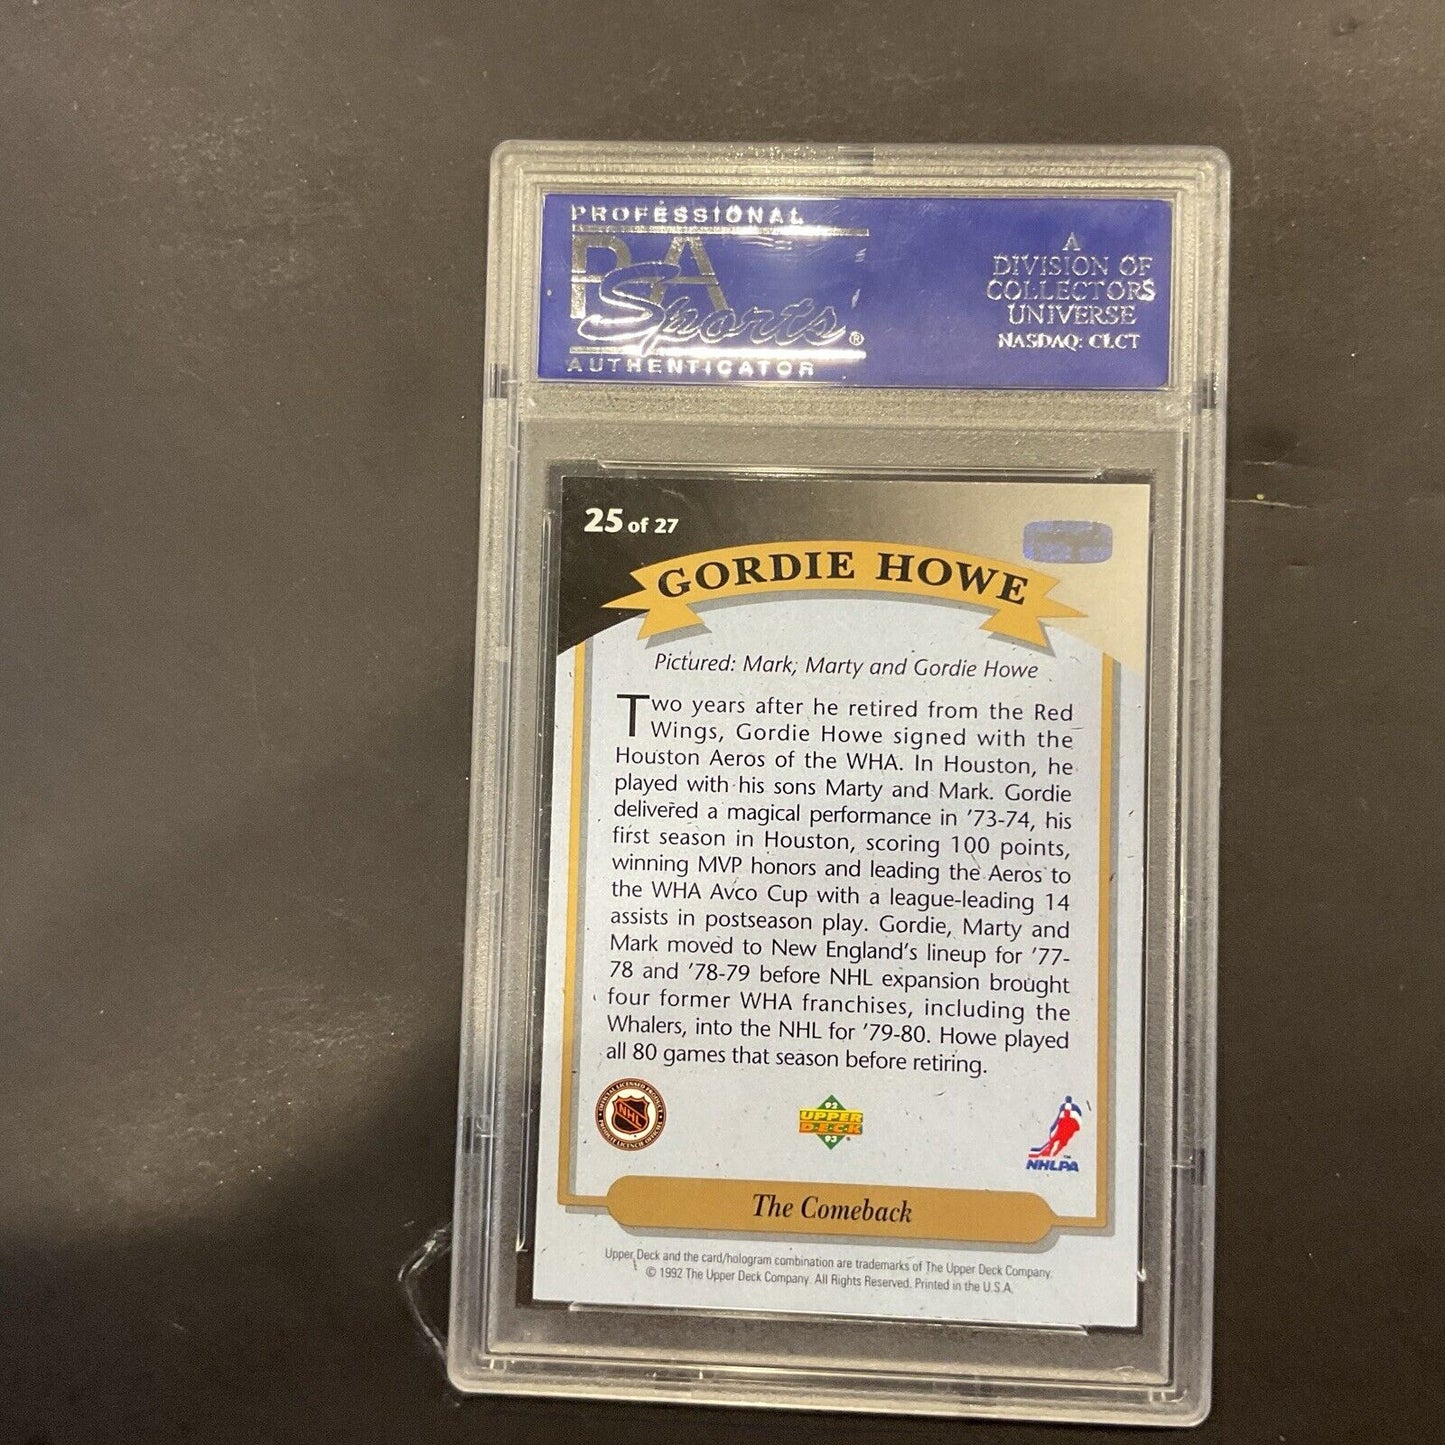 PROFESSIONAL
PSA
Sports®
AUTHENTICATOR
A
DIVISION OF
COLLECTORS
UNIVERSE
NASDAQ: CLCT
25 of 27
GORDIE HOWE
Pictured: Mark, Marty and Gordie Howe
Two years after he retired from the Red
Wings, Gordie Howe signed with the
Houston Aeros of the WHA. In Houston, he
played with his sons Marty and Mark. Gordie
delivered a magical performance in '73-74, his
first season in Houston, scoring 100 points,
winning MVP honors and leading the Aeros to
the WHA Avco Cup with a league-leading 14
assists in postseason play. Gordie, Marty and
Mark moved to New England's lineup for '77-
78 and '78-79 before NHL expansion brought
four former WHA franchises, including the
Whalers, into the NHL for '79-80. Howe played
all 80 games that season before retiring.
OFFICIAL LICENSED PRODUCT
NHL
PRODUIT LICENCIÉ OFFICIEL
92
UPPER
DECK
93
NHLPA
The Comeback
Upper Deck and the card/hologram combination are trademarks of The Upper Deck Company.
© 1992 The Upper Deck Company. All Rights Reserved. Printed in the U.S.A.